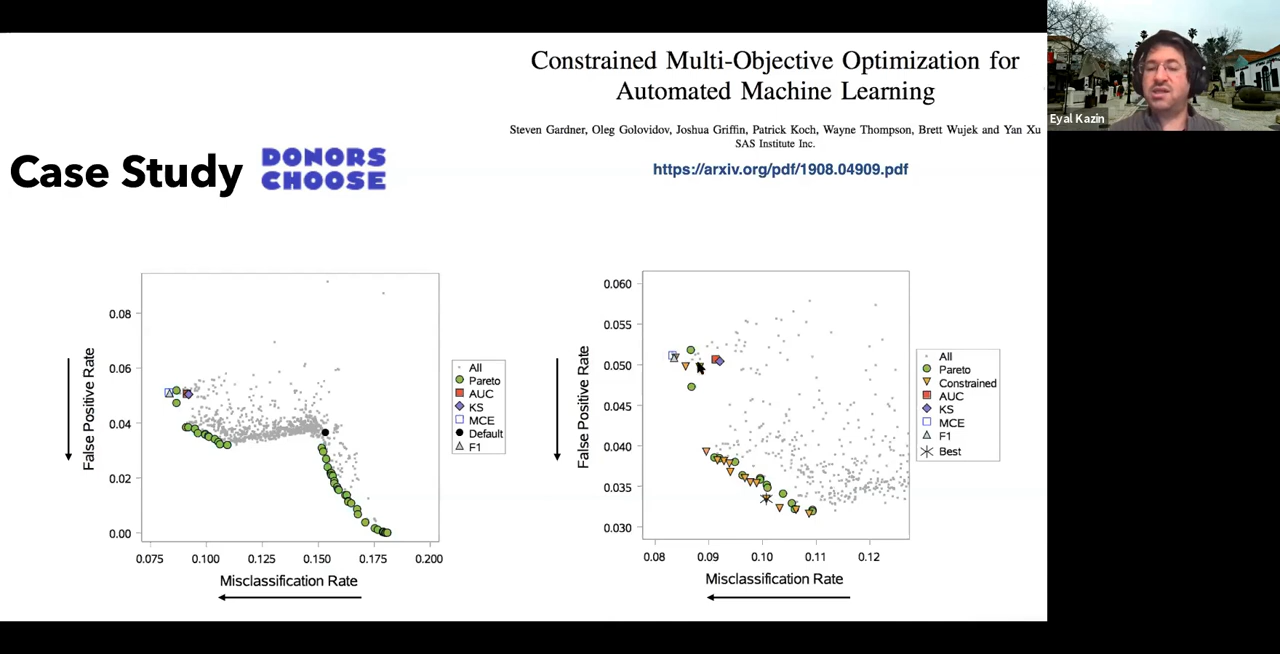 Constrained Multi-Objective Optimization for
Automated Machine Learning
Steven Gardner, Oleg Golovidov, Joshua Griffin, Patrick Koch, Wayne Thompson, Brett Wujek and Yan Xu
SAS Institute Inc.
https://arxiv.org/pdf/1908.04909.pdf
Eyal Kazin
Case Study
DONORS
CHOOSE
False Positive Rate
0.08
0.06
0.04
0.02
0.00
0.075
0.100
0.125
0.150
0.175
0.200
Misclassification Rate
All
Pareto
AUC
KS
MCE
Default
F1
False Positive Rate
0.060
0.055
0.050
0.045
0.040
0.035
0.030
0.08
0.09
0.10
0.11
0.12
Misclassification Rate
All
Pareto
Constrained
AUC
KS
MCE
F1
Best